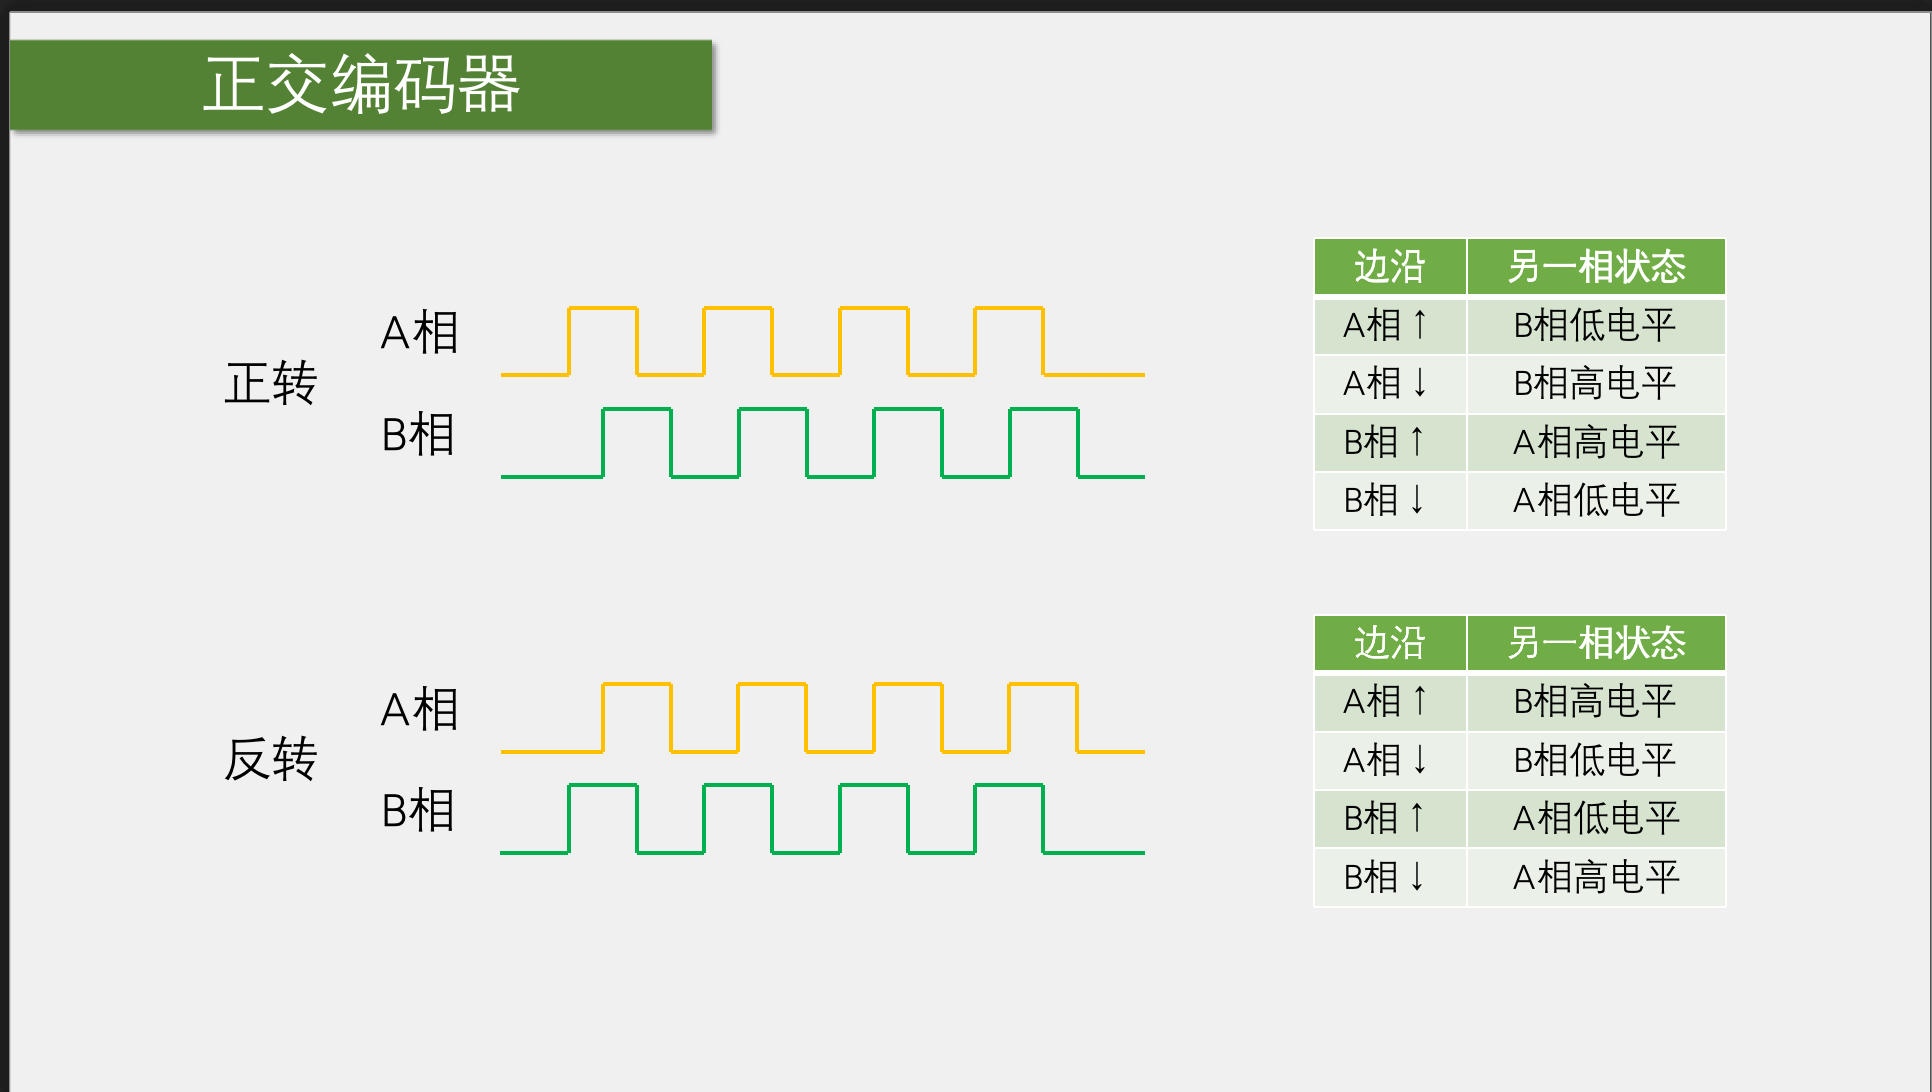 正交编码器
正转
A相
B相
边沿 另一相状态
A相↑ B相低电平
A相↓ B相高电平
B相↑ A相高电平
B相↓ A相低电平
反转
A相
B相
边沿 另一相状态
A相↑ B相高电平
A相↓ B相低电平
B相↑ A相低电平
B相↓ A相高电平